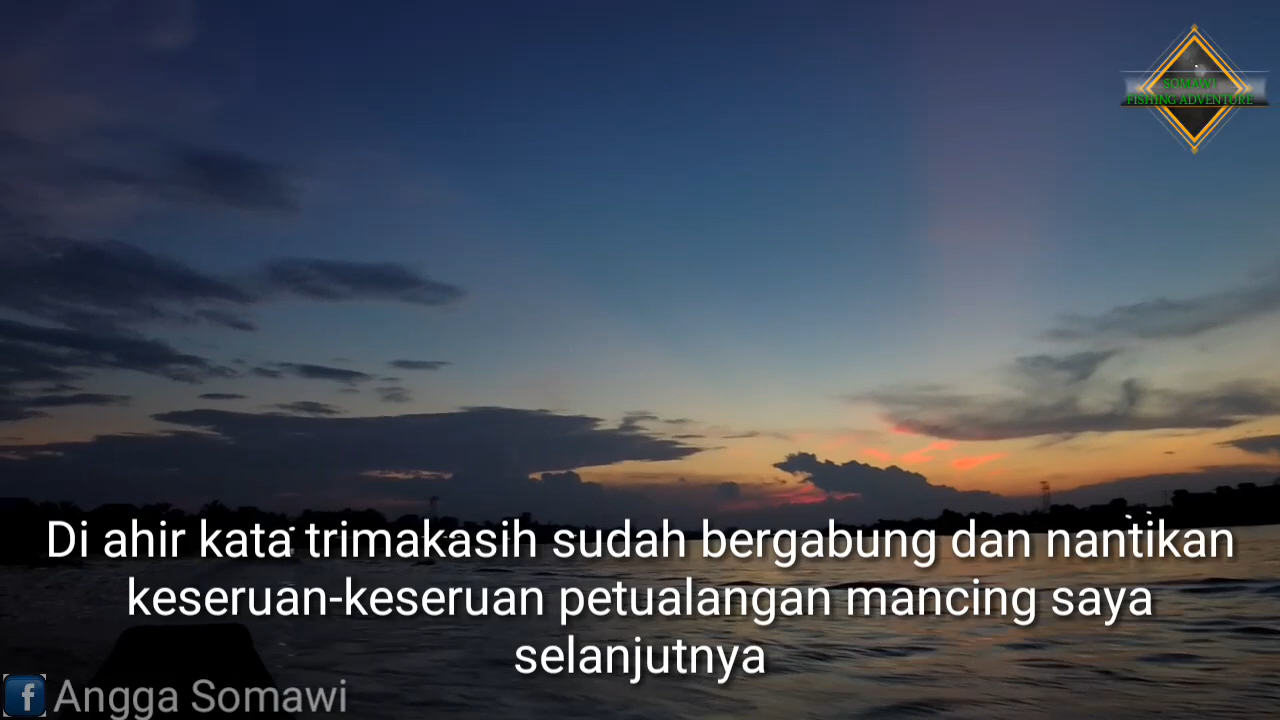 SOMAWI
FISHING ADVENTURE
Di ahir kata trimakasih sudah bergabung dan nantikan
keseruan-keseruan petualangan mancing saya
selanjutnya
f Angga Somawi